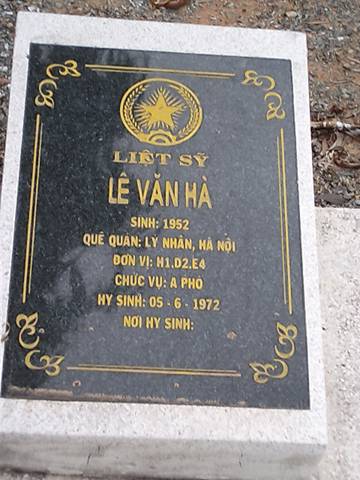 LIỆT SỸ
LÊ VĂN HÀ
SINH: 1952
QUÊ QUÁN: LÝ NHÂN, HÀ NỘI
ĐƠN VỊ: H1.D2.E4
CHỨC VỤ: A PHÓ
HY SINH: 05 - 6 - 1972
NƠI HY SINH: